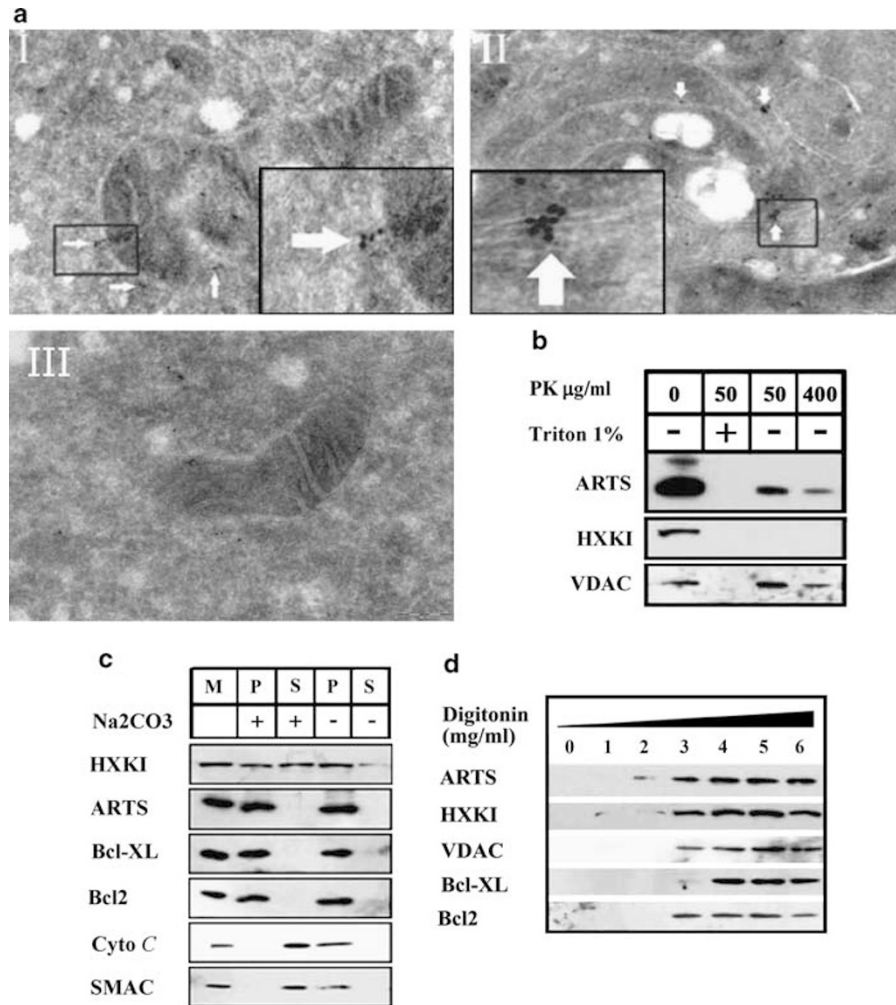 a
I
II
III
b
PK µg/ml 0 50 50 400
Triton 1% - + - -
ARTS
HXKI
VDAC
c
M P S P S
Na2CO3 + + - -
HXKI
ARTS
Bcl-XL
Bcl2
Cyto C
SMAC
d
Digitonin
(mg/ml)
0 1 2 3 4 5 6
ARTS
HXKI
VDAC
Bcl-XL
Bcl2